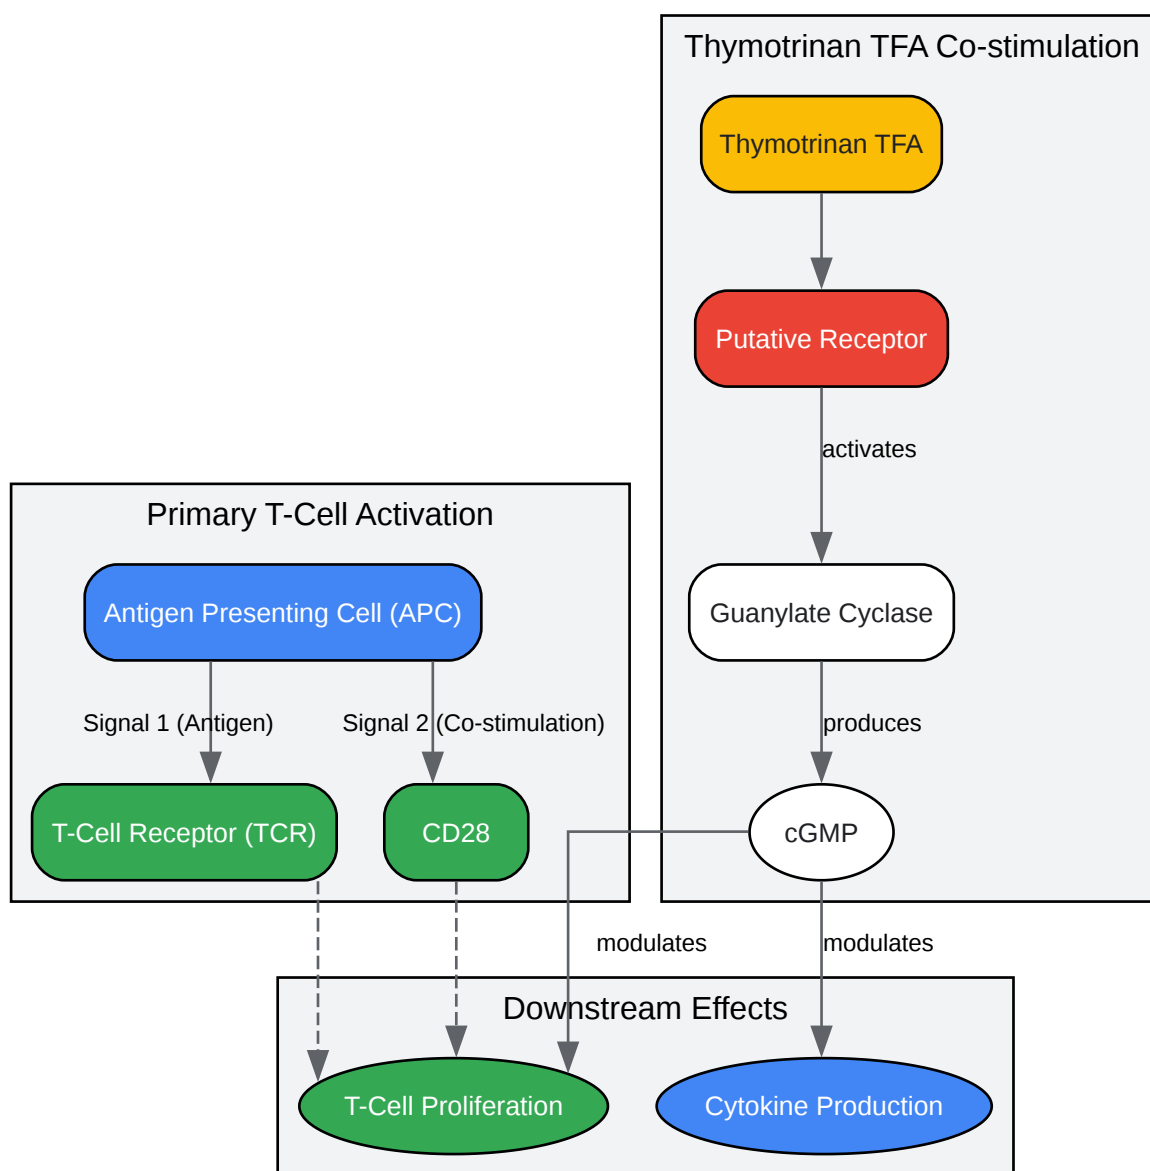 Thymotrinan TFA Co-stimulation
Thymotrinan TFA
Putative Receptor
activates
Primary T-Cell Activation
Antigen Presenting Cell (APC)
Guanylate Cyclase
Signal 1 (Antigen)
Signal 2 (Co-stimulation)
produces
T-Cell Receptor (TCR)
CD28
cGMP
modulates
modulates
Downstream Effects
T-Cell Proliferation
Cytokine Production